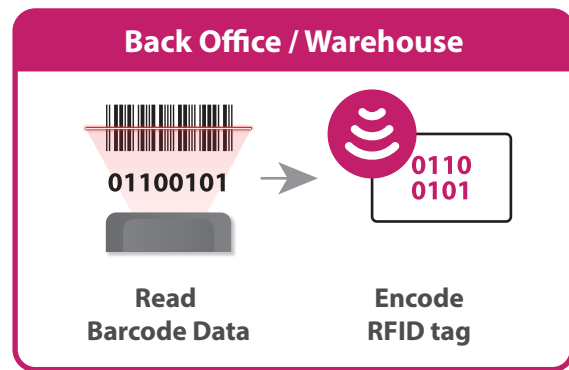 Back Office / Warehouse
01100101
0110
0101
Read
Barcode Data
Encode
RFID tag